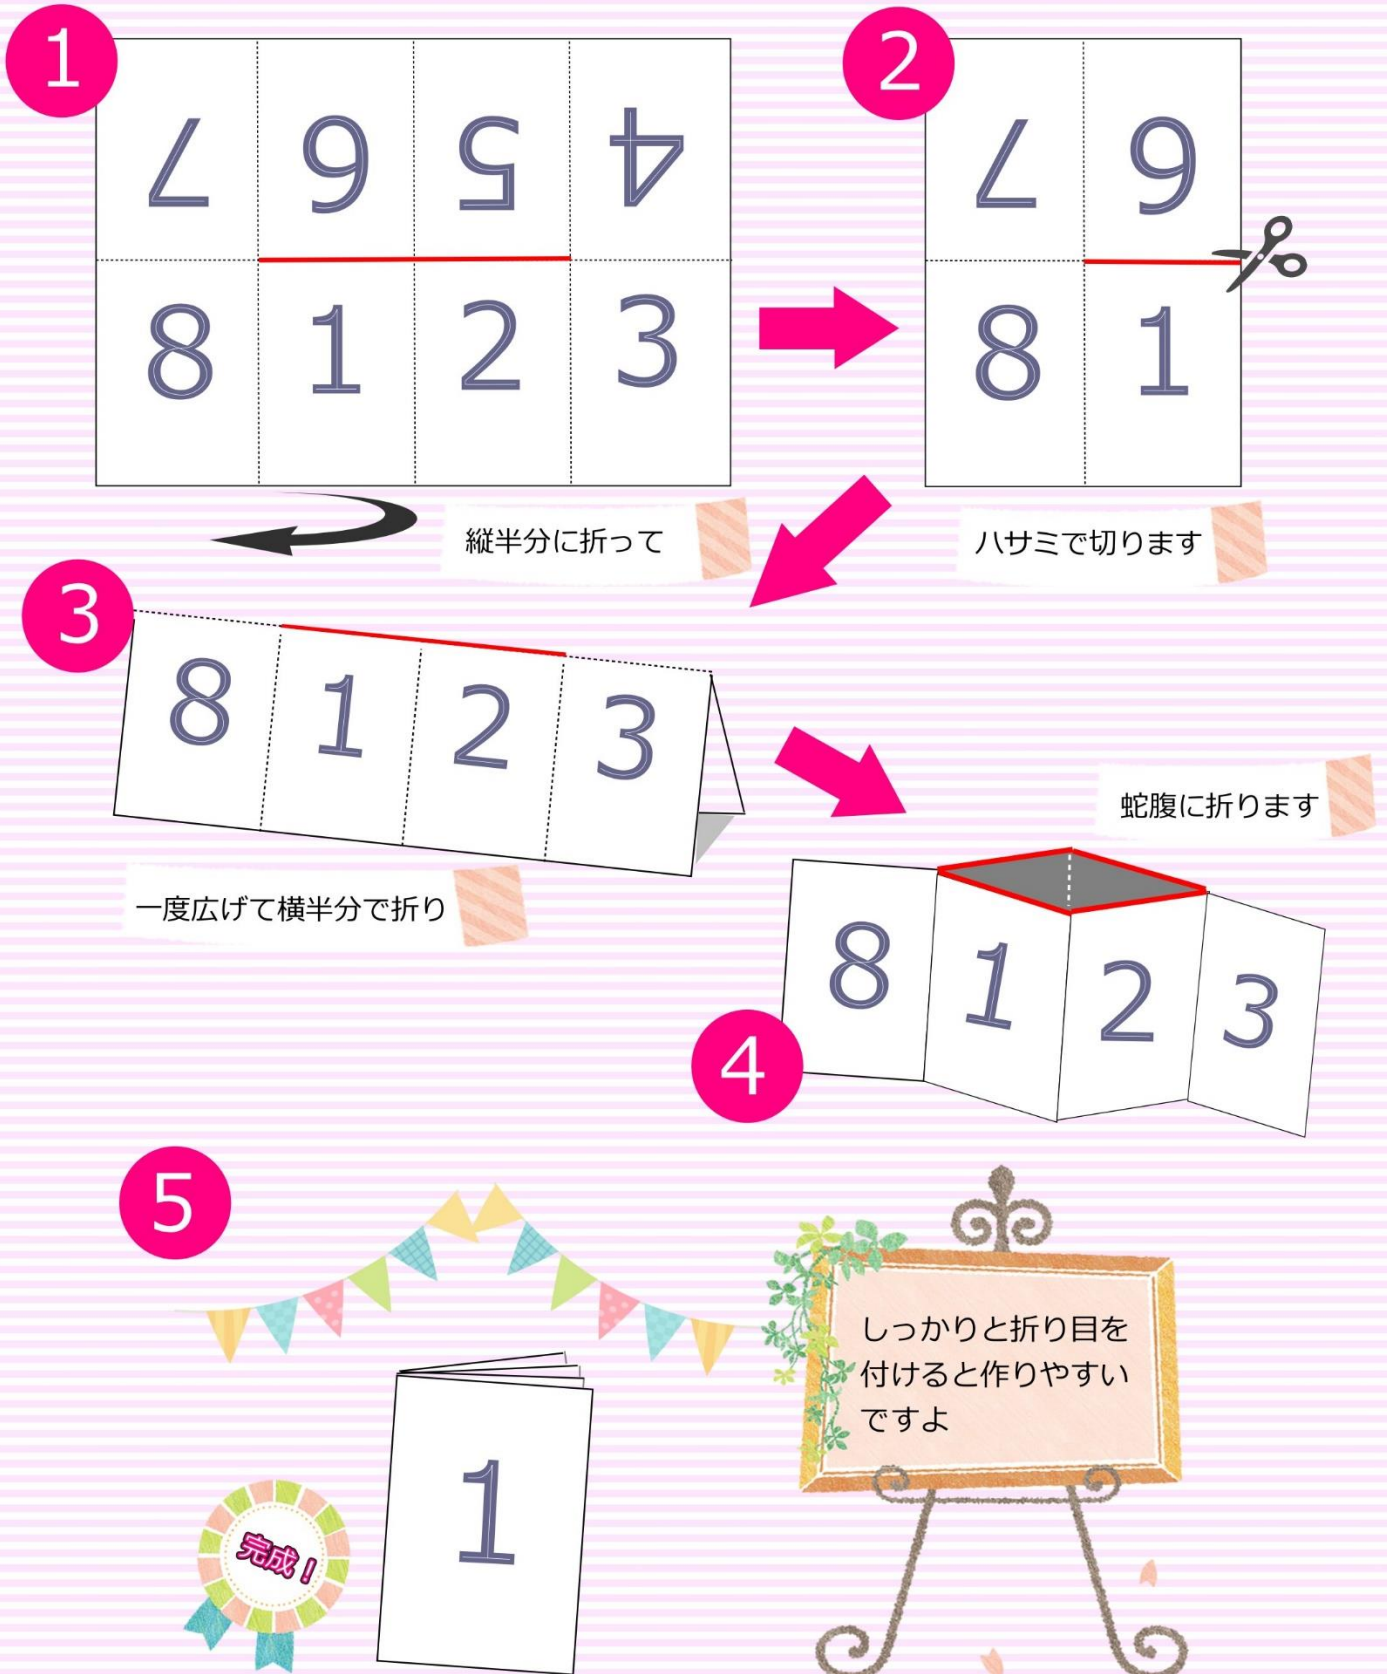 1
7 6 5 4
8 1 2 3
縦半分に折って
2
7 6
8 1
ハサミで切ります
3
8 1 2 3
一度広げて横半分で折り
蛇腹に折ります
8 1 2 3
4
5
1
完成!
しっかりと折り目を
付けると作りやすい
ですよ